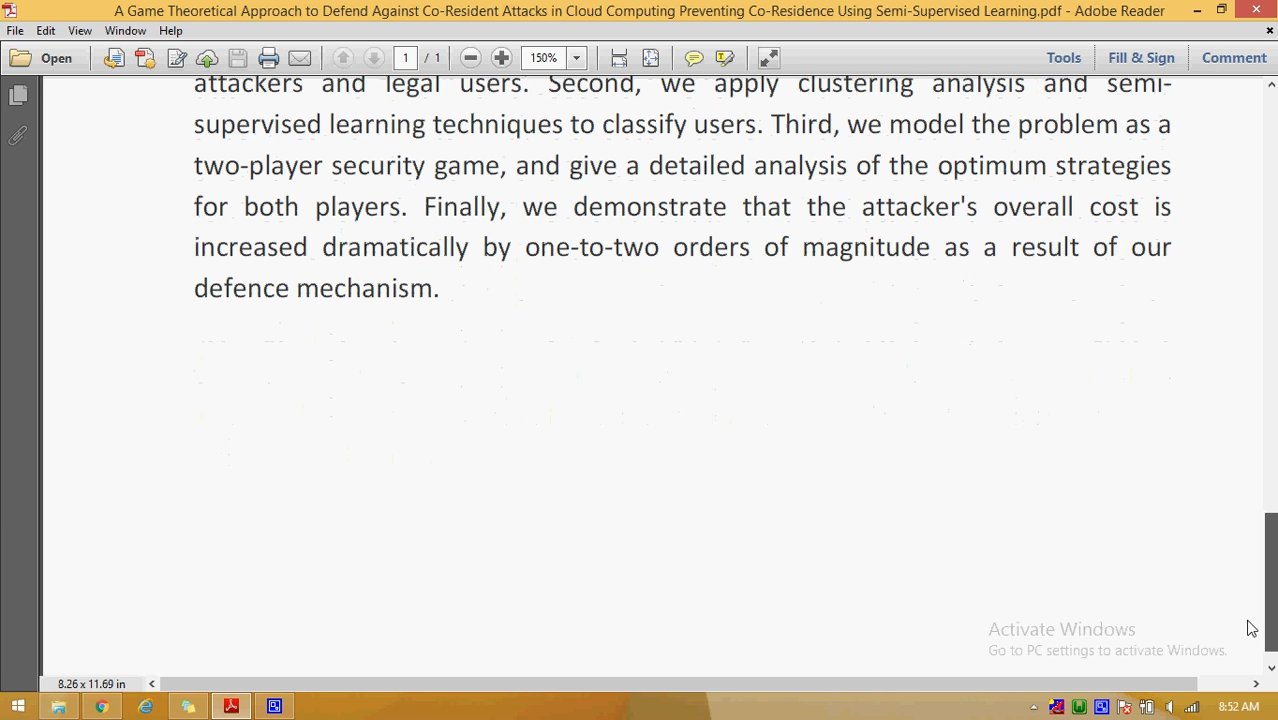 A Game Theoretical Approach to Defend Against Co-Resident Attacks in Cloud Computing Preventing Co-Residence Using Semi-Supervised Learning.pdf - Adobe Reader
File Edit View Window Help
Open 1 / 1 150% Tools Fill & Sign Comment
attackers and legal users. Second, we apply clustering analysis and semi-
supervised learning techniques to classify users. Third, we model the problem as a
two-player security game, and give a detailed analysis of the optimum strategies
for both players. Finally, we demonstrate that the attacker's overall cost is
increased dramatically by one-to-two orders of magnitude as a result of our
defence mechanism.
Activate Windows
Go to PC settings to activate Windows.
8.26 x 11.69 in
8:52 AM